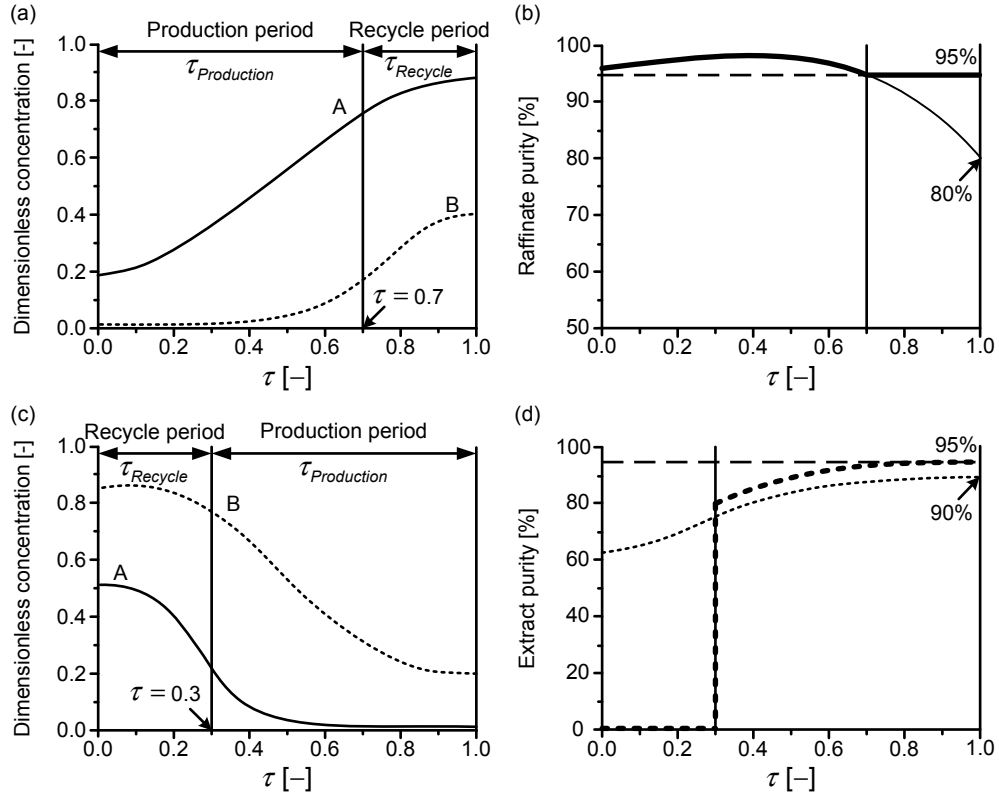 (a)
Production period
Recycle period
τProduction
τRecycle
Dimensionless concentration [-]
1.0
0.8
0.6
0.4
0.2
0.0
A
B
τ = 0.7
0.0 0.2 0.4 0.6 0.8 1.0
τ [–]
(b)
Raffinate purity [%]
100
90
80
70
60
50
95%
80%
0.0 0.2 0.4 0.6 0.8 1.0
τ [–]
(c)
Recycle period
Production period
τRecycle
τProduction
Dimensionless concentration [-]
1.0
0.8
0.6
0.4
0.2
0.0
B
A
τ = 0.3
0.0 0.2 0.4 0.6 0.8 1.0
τ [–]
(d)
Extract purity [%]
100
80
60
40
20
0
95%
90%
0.0 0.2 0.4 0.6 0.8 1.0
τ [–]